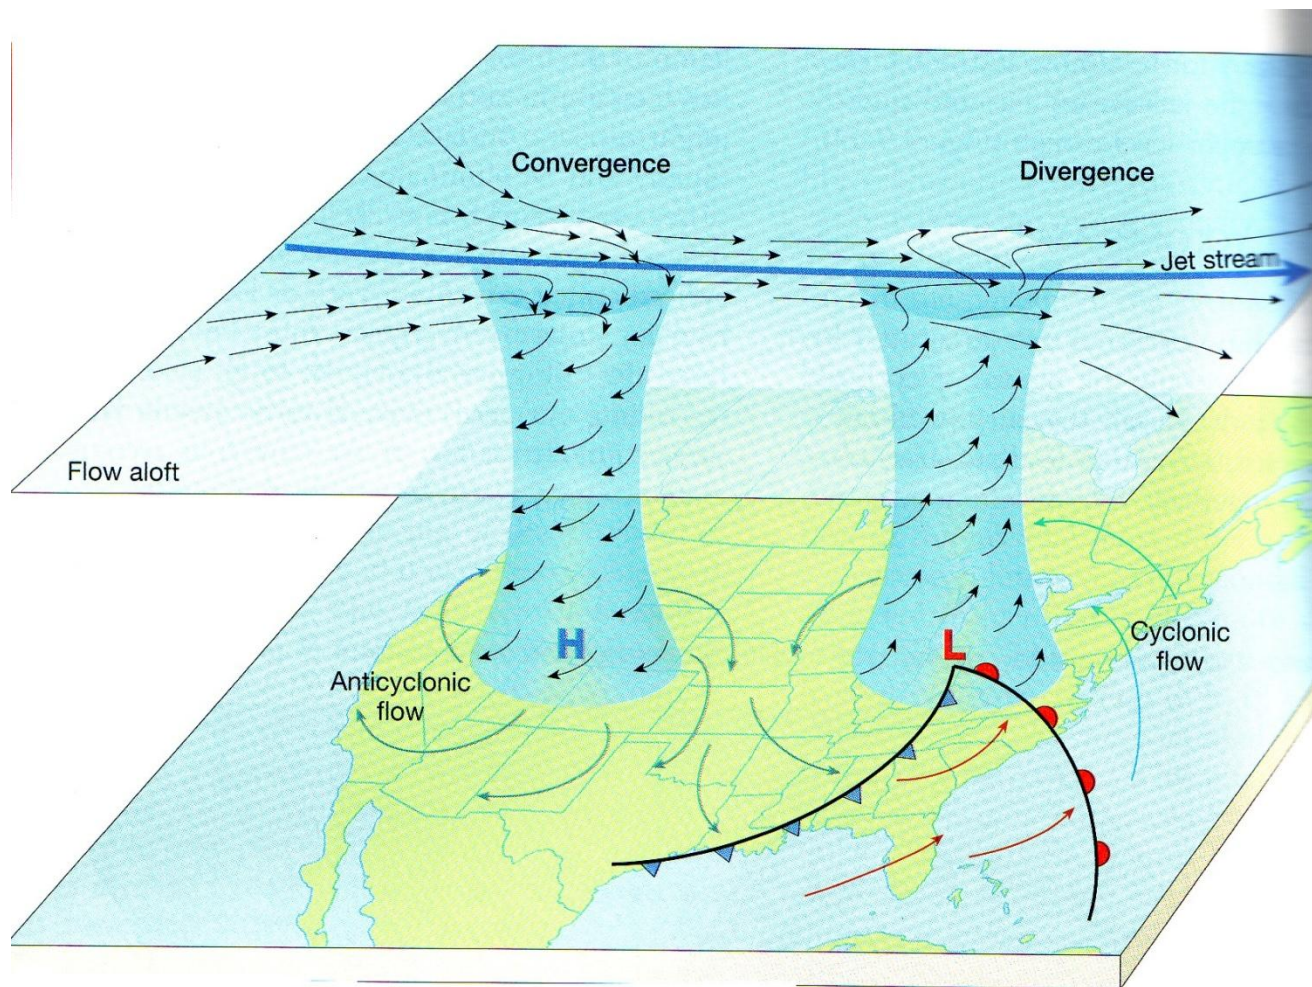 Convergence
Divergence
Jet stream
Flow aloft
H
L
Cyclonic
flow
Anticyclonic
flow